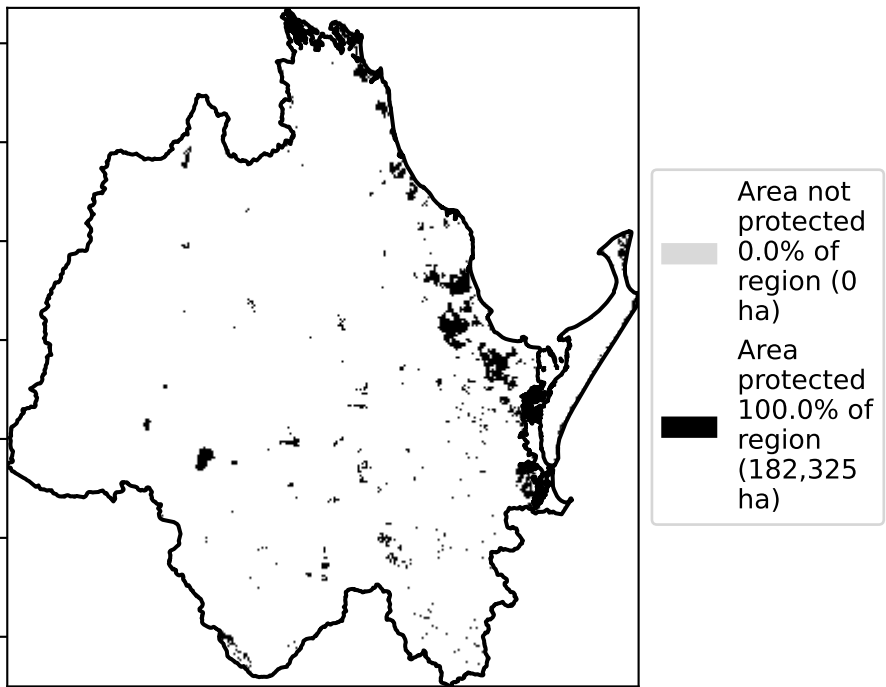 Area not
protected
0.0% of
region (0
ha)
Area
protected
100.0% of
region
(182,325
ha)